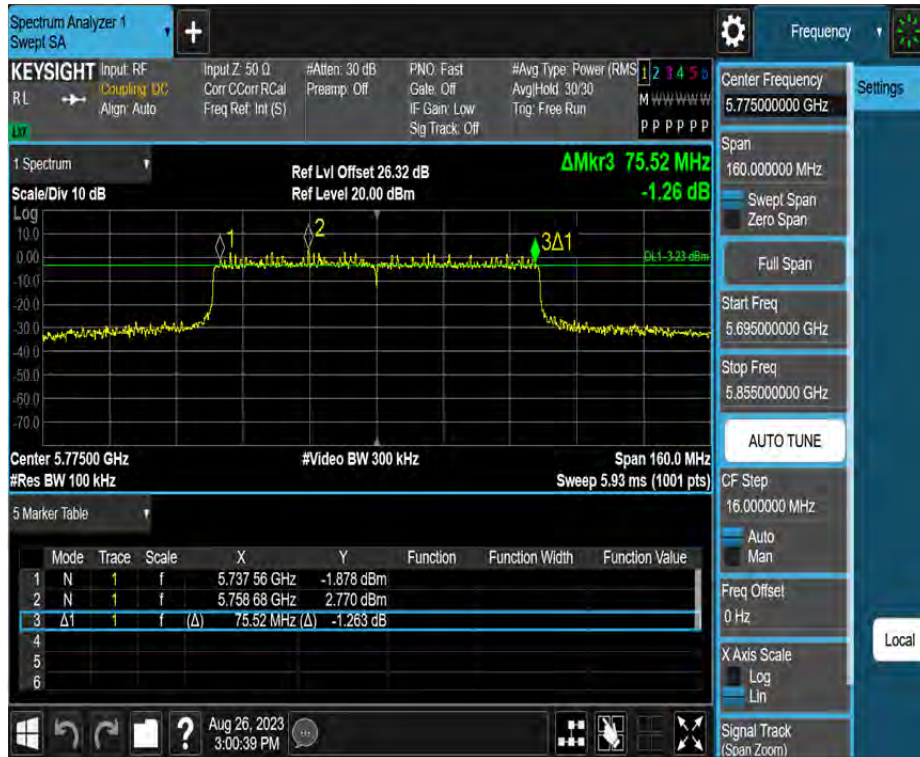 Spectrum Analyzer 1
Swept SA
+
Frequency
KEYSIGHT
RL
Input: RF
Coupling: DC
Align: Auto
Input Z: 50 Ω
Corr CCorr RCal
Freq Ref: Int (S)
#Atten: 30 dB
Preamp: Off
PNO: Fast
Gate: Off
IF Gain: Low
Sig Track: Off
#Avg Type: Power (RMS
Avg|Hold: 30/30
Trig: Free Run
1 2 3 4 5 6
M W W W W W
P P P P P P
LXI
1 Spectrum
Scale/Div 10 dB
Ref Lvl Offset 26.32 dB
Ref Level 20.00 dBm
ΔMkr3 75.52 MHz
-1.26 dB
Log
10.0
0.00
-10.0
-20.0
-30.0
-40.0
-50.0
-60.0
-70.0
1
2
3Δ1
DL1 -3.23 dBm
Center 5.77500 GHz
#Res BW 100 kHz
#Video BW 300 kHz
Span 160.0 MHz
Sweep 5.93 ms (1001 pts)
5 Marker Table
Mode Trace Scale X Y Function Function Width Function Value
1 N 1 f 5.737 56 GHz -1.878 dBm
2 N 1 f 5.758 68 GHz 2.770 dBm
3 Δ1 1 f (Δ) 75.52 MHz (Δ) -1.263 dB
4
5
6
?
Aug 26, 2023
3:00:39 PM
Center Frequency
5.775000000 GHz
Span
160.000000 MHz
Swept Span
Zero Span
Full Span
Start Freq
5.695000000 GHz
Stop Freq
5.855000000 GHz
AUTO TUNE
CF Step
16.000000 MHz
Auto
Man
Freq Offset
0 Hz
X Axis Scale
Log
Lin
Signal Track
(Span Zoom)
Settings
Local